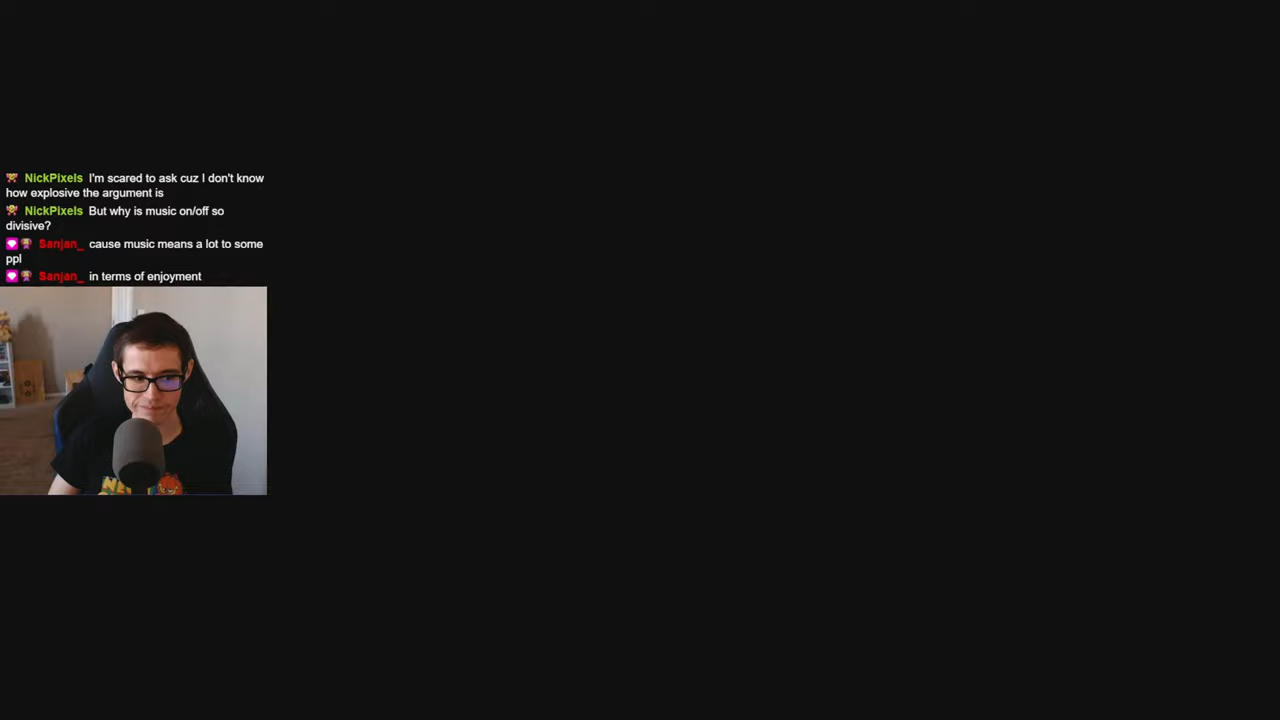 NickPixels I'm scared to ask cuz I don't know
how explosive the argument is
NickPixels But why is music on/off so
divisive?
Sanjan_ cause music means a lot to some
ppl
Sanjan_ in terms of enjoyment